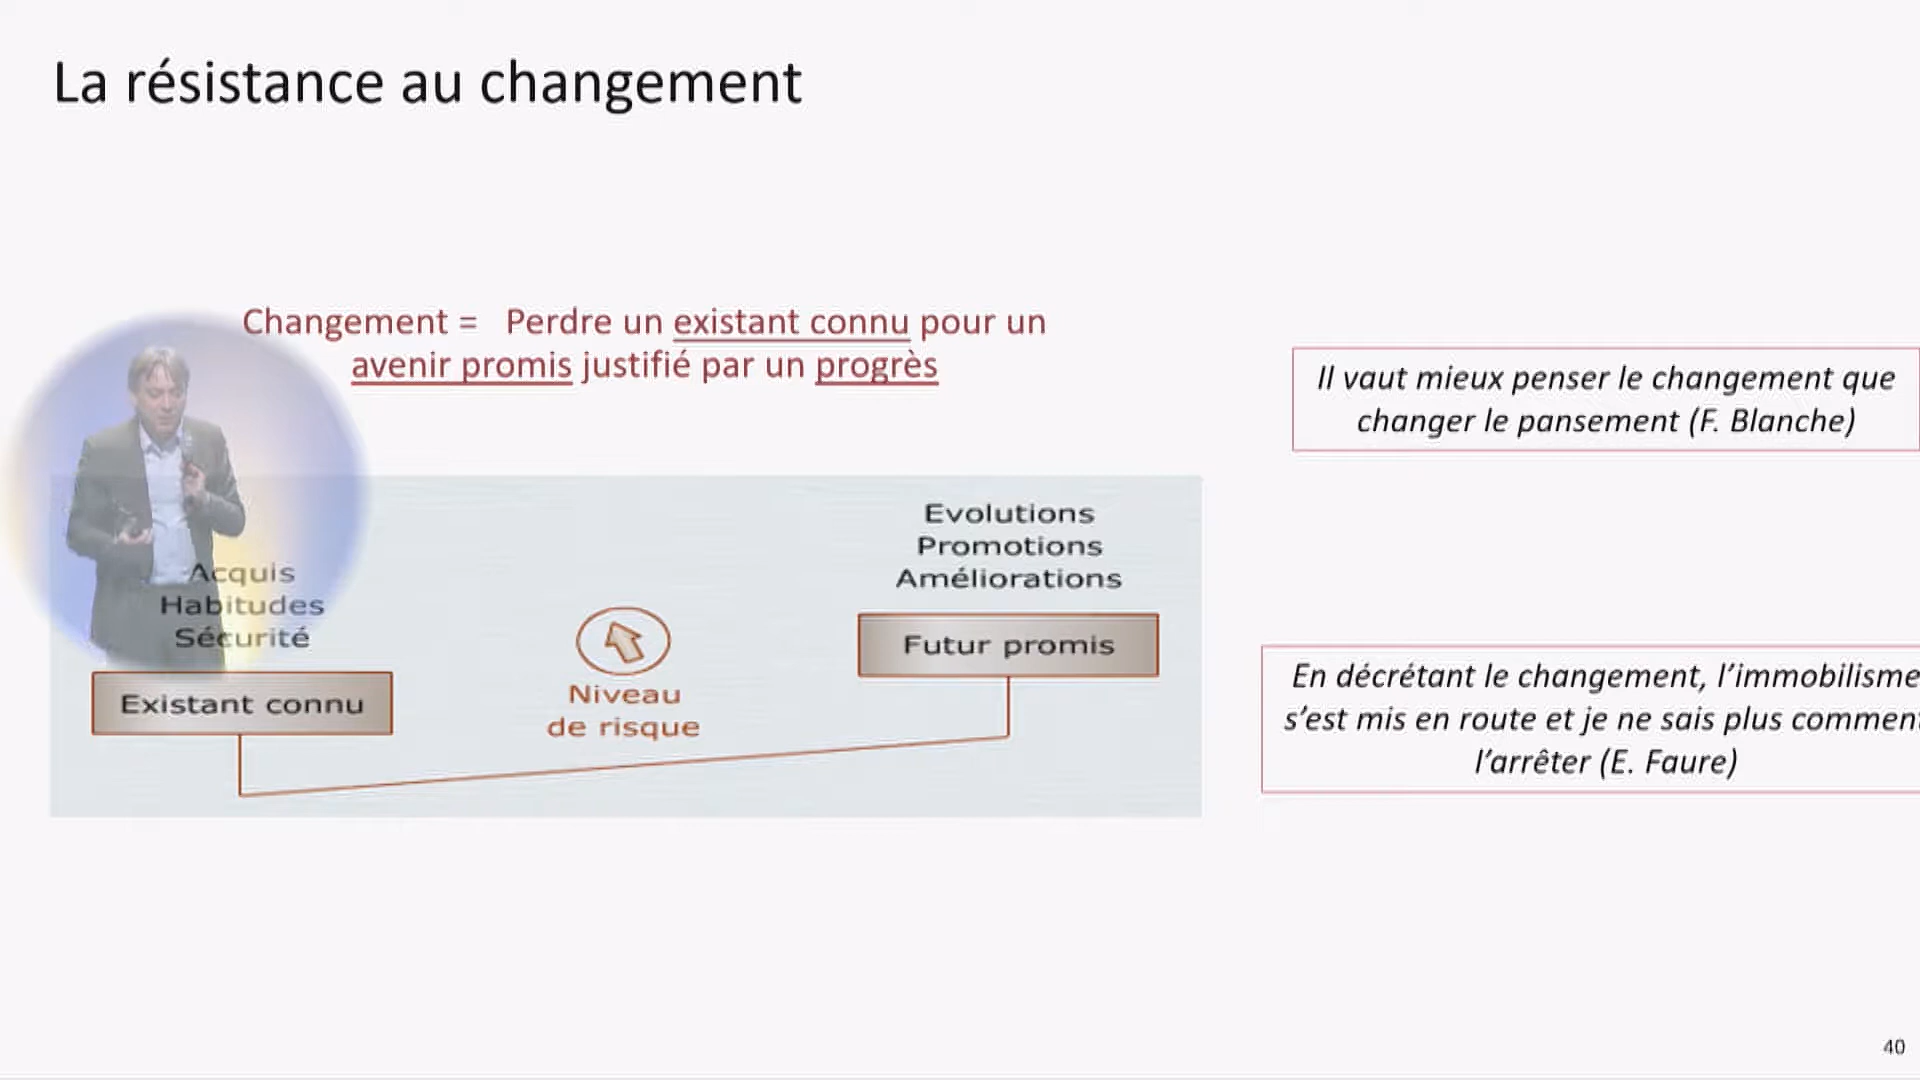 La résistance au changement
Changement = Perdre un existant connu pour un
avenir promis justifié par un progrès
Il vaut mieux penser le changement que
changer le pansement (F. Blanche)
Evolutions
Promotions
Améliorations
Futur promis
Acquis
Habitudes
Sécurité
Existant connu
Niveau
de risque
En décrétant le changement, l’immobilisme
s’est mis en route et je ne sais plus comment
l’arrêter (E. Faure)
40